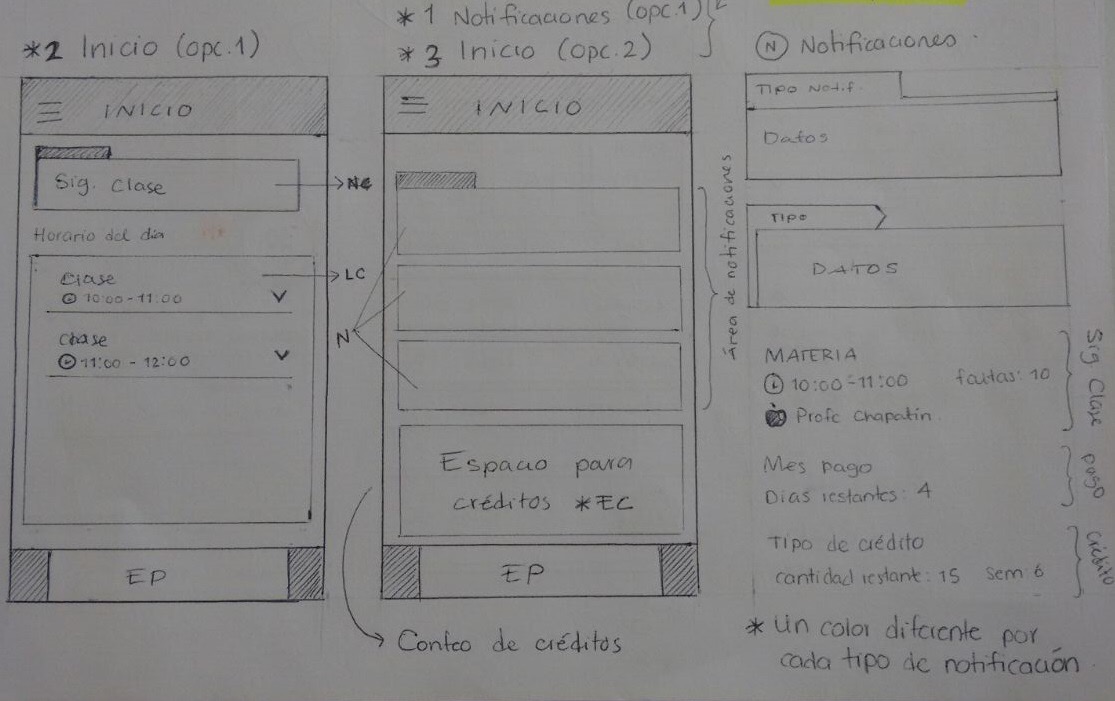 *2 Inicio (opc.1)
INICIO
Sig. Clase
Horario del día
Clase
10:00-11:00
LC
Clase
11:00 - 12:00
EP
*1 Notificaciones (opc.1)
*3 Inicio (opc.2)
INICIO
N
Área de notificaciones
Espacio para
créditos *EC
EP
Conteo de créditos
N Notificaciones
TIPO Notif.
Datos
TIPO
DATOS
MATERIA
10:00-11:00 faltas: 10
Profe Chapatin
Sig Clase
Mes pago
Dias restantes: 4
pago
Tipo de crédito
cantidad restant: 15 sem: 6
crédito
* Un color diferente por
cada tipo de notificación